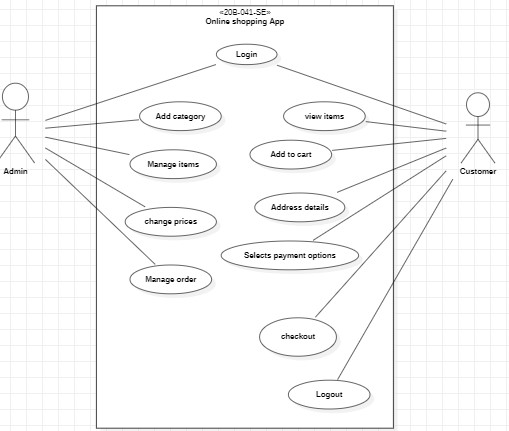 «20B-041-SE»
Online shopping App
Login
Add category
view items
Add to cart
Manage items
Admin
Customer
Address details
change prices
Selects payment options
Manage order
checkout
Logout